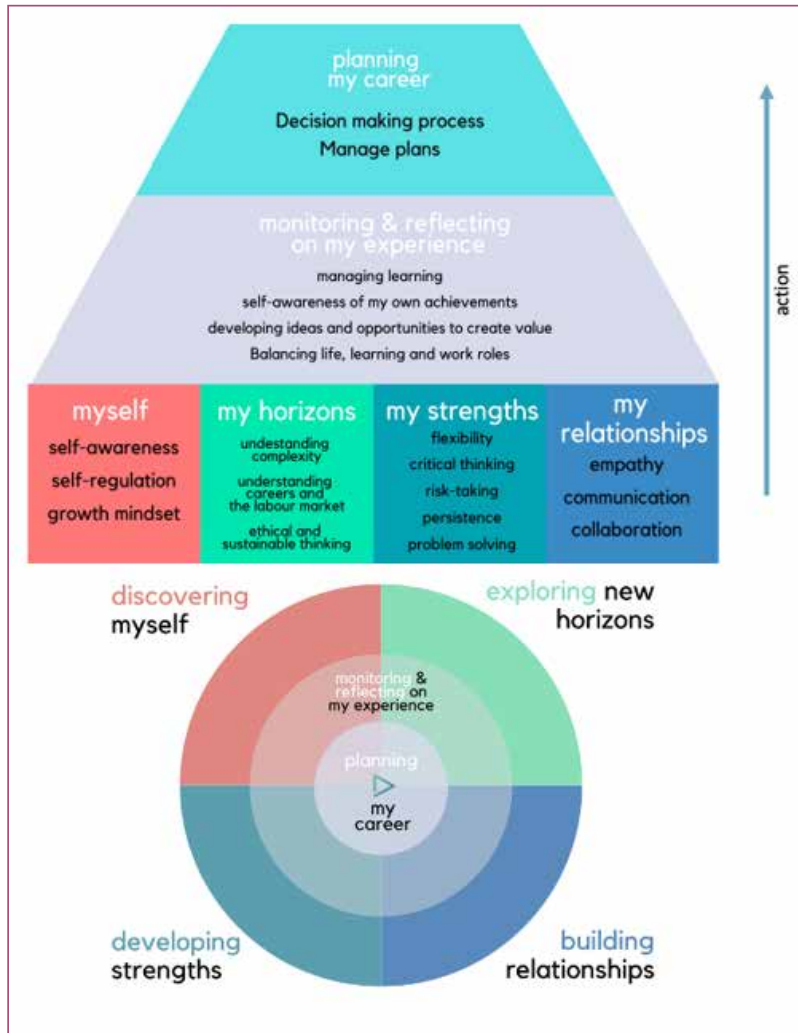 planning
my career
Decision making process
Manage plans
monitoring & reflecting
on my experience
managing learning
self-awareness of my own achievements
developing ideas and opportunities to create value
Balancing life, learning and work roles
action
myself
self-awareness
self-regulation
growth mindset
my horizons
undestanding
complexity
understanding
careers and
the labour market
ethical and
sustainable thinking
my strengths
flexibility
critical thinking
risk-taking
persistence
problem solving
my
relationships
empathy
communication
collaboration
discovering
myself
exploring new
horizons
monitoring &
reflecting on
my experience
planning
my
career
developing
strengths
building
relationships